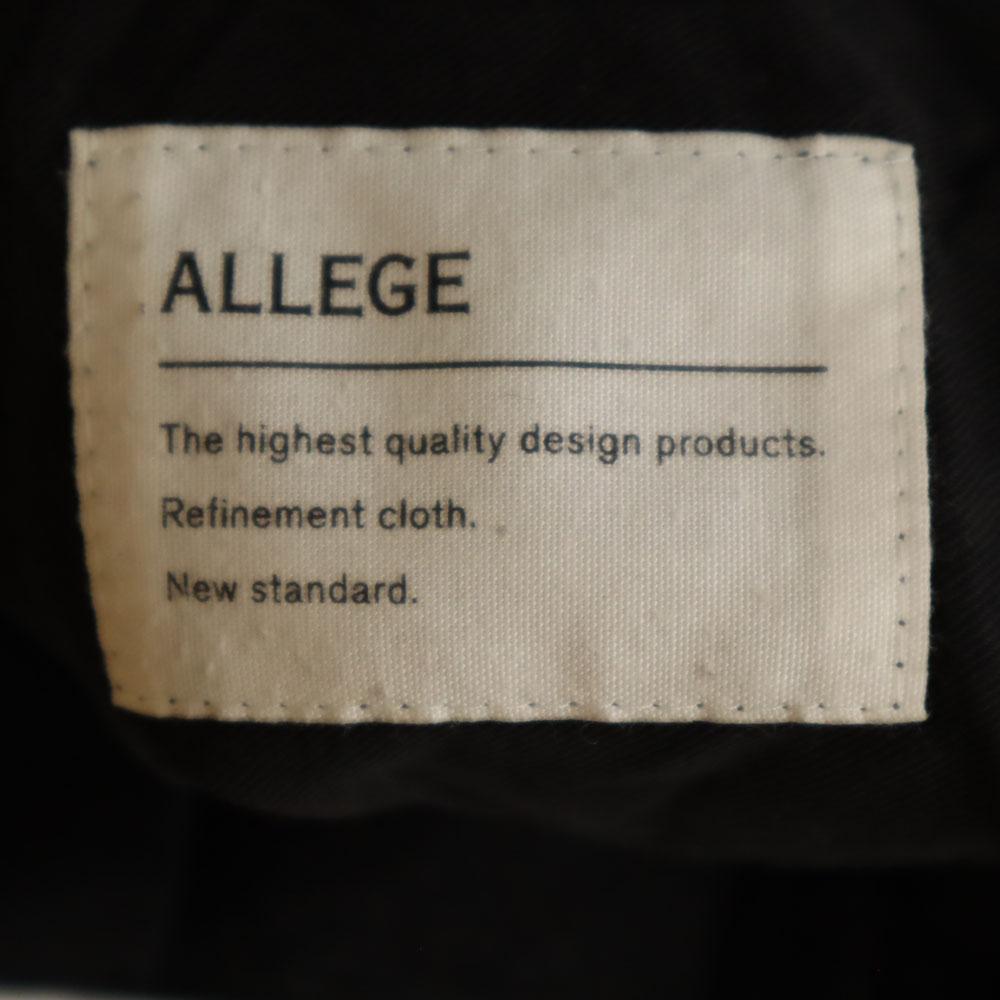 ALLEGE
The highest quality design products.
Refinement cloth.
New standard.